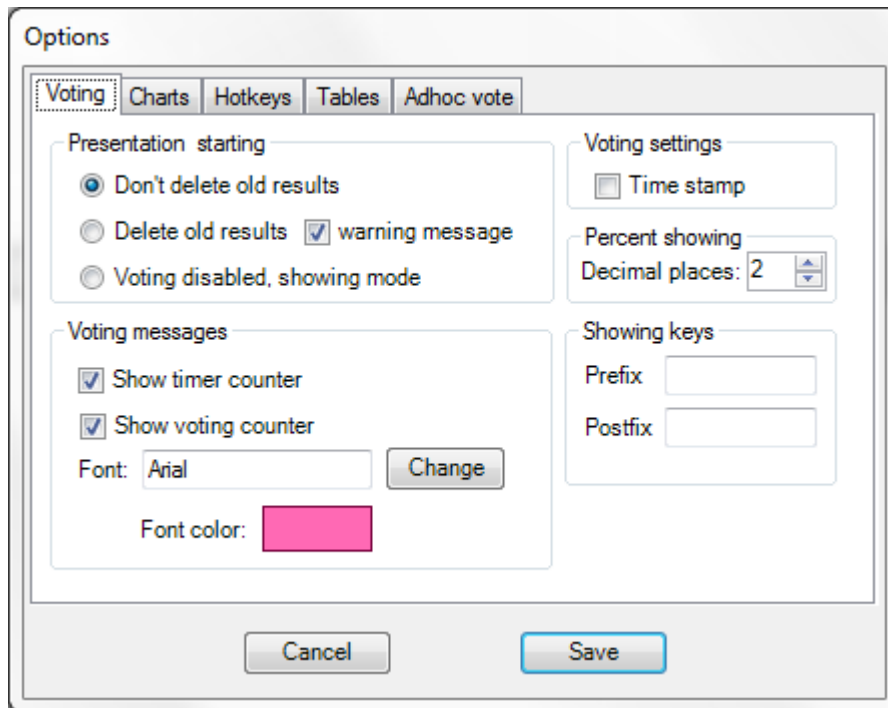 Options
Voting Charts Hotkeys Tables Adhoc vote
Presentation starting
Don't delete old results
Delete old results warning message
Voting disabled, showing mode
Voting settings
Time stamp
Percent showing
Decimal places: 2
Voting messages
Show timer counter
Show voting counter
Font: Arial Change
Font color:
Showing keys
Prefix
Postfix
Cancel Save